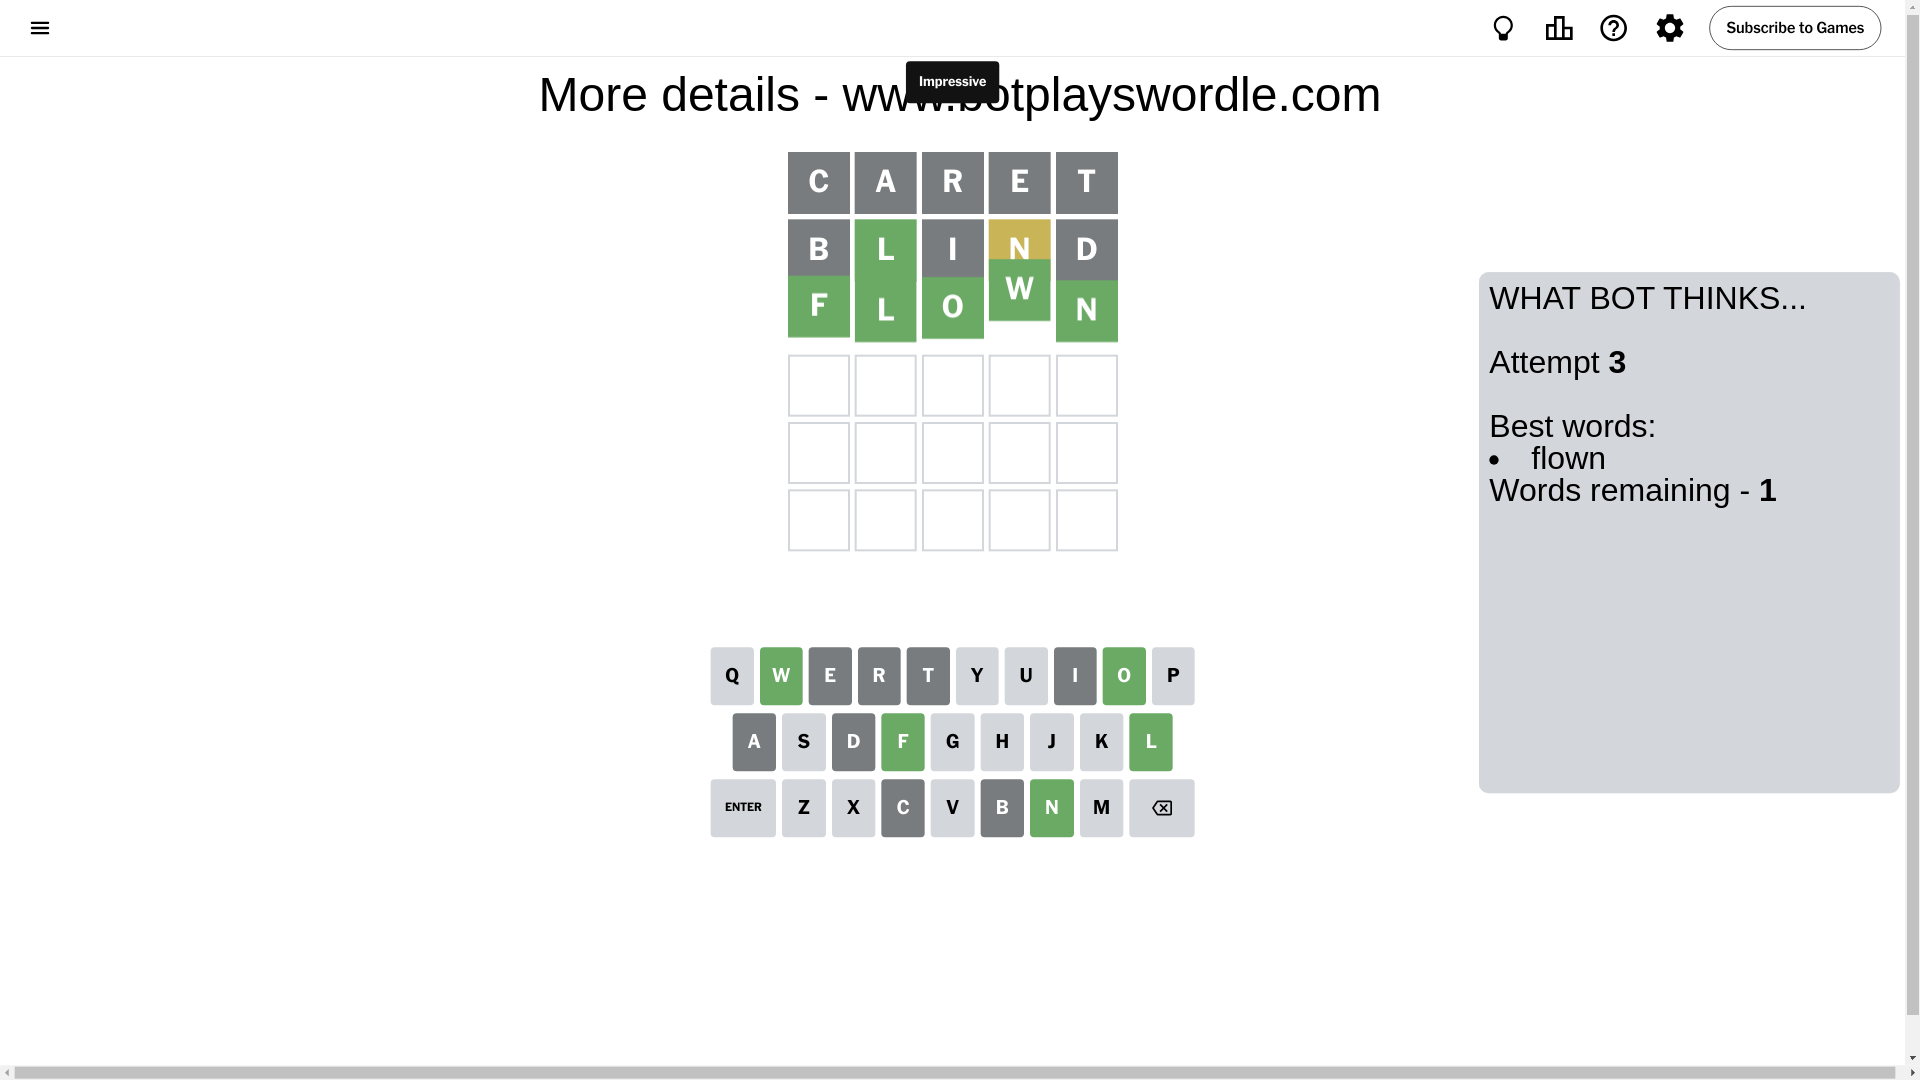 Subscribe to Games
Impressive
More details - www.botplayswordle.com
C A R E T
B L I N D
F L O W N
WHAT BOT THINKS...
Attempt 3
Best words:
• flown
Words remaining - 1
Q W E R T Y U I O P
A S D F G H J K L
ENTER Z X C V B N M